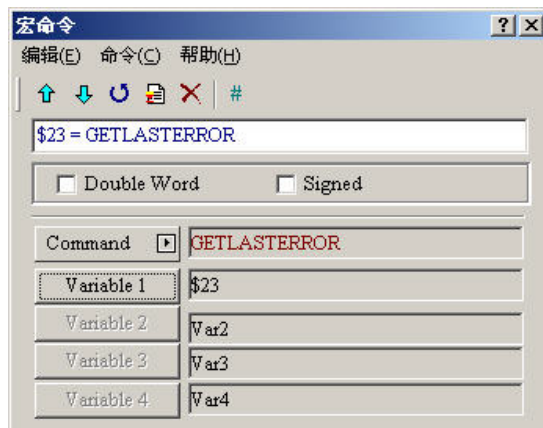 宏命令
编辑(E) 命令(C) 帮助(H)
#
$23 = GETLASTERROR
Double Word Signed
Command GETLASTERROR
Variable 1 $23
Variable 2 Var2
Variable 3 Var3
Variable 4 Var4